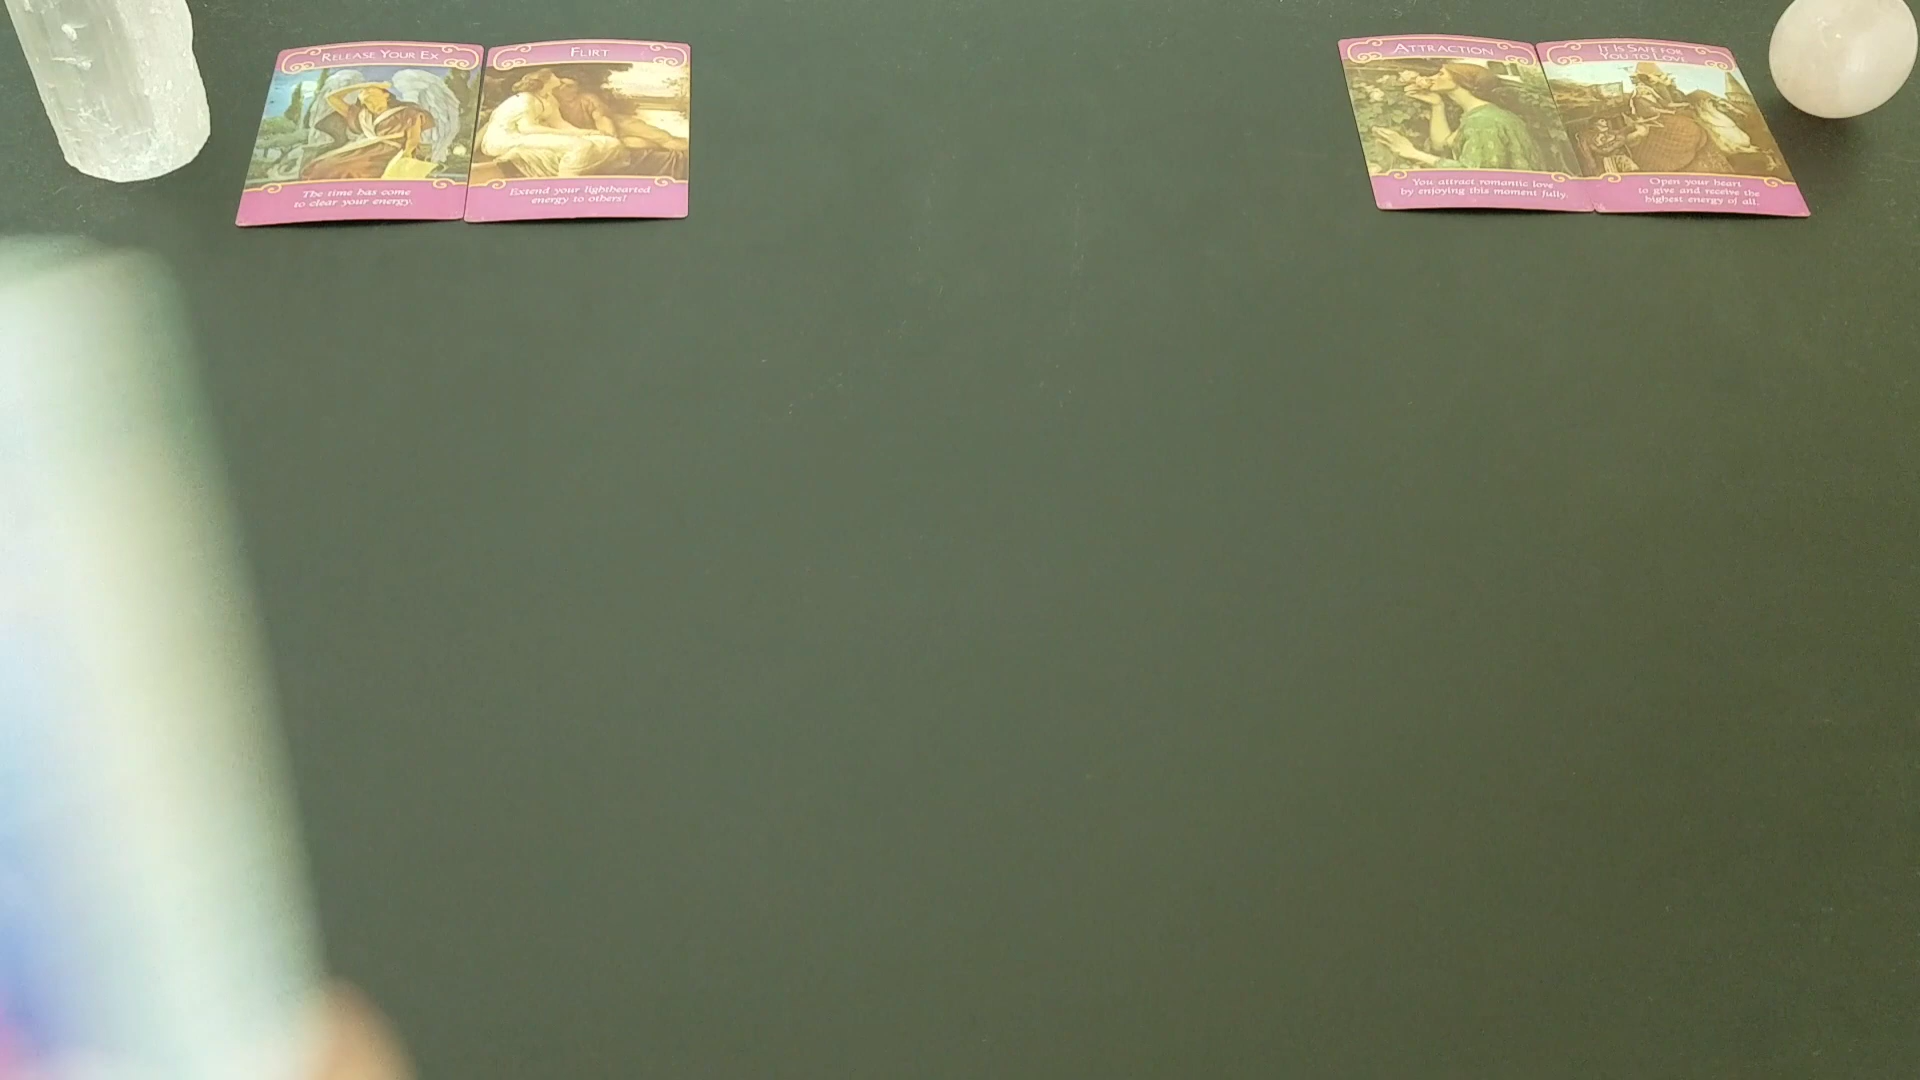 RELEASE YOUR EX
The time has come
to clear your energy.
FLIRT
Extend your lighthearted
energy to others!
ATTRACTION
You attract romantic love
by enjoying this moment fully.
IT IS SAFE FOR
YOU TO LOVE
Open your heart
to give and receive the
highest energy of all.